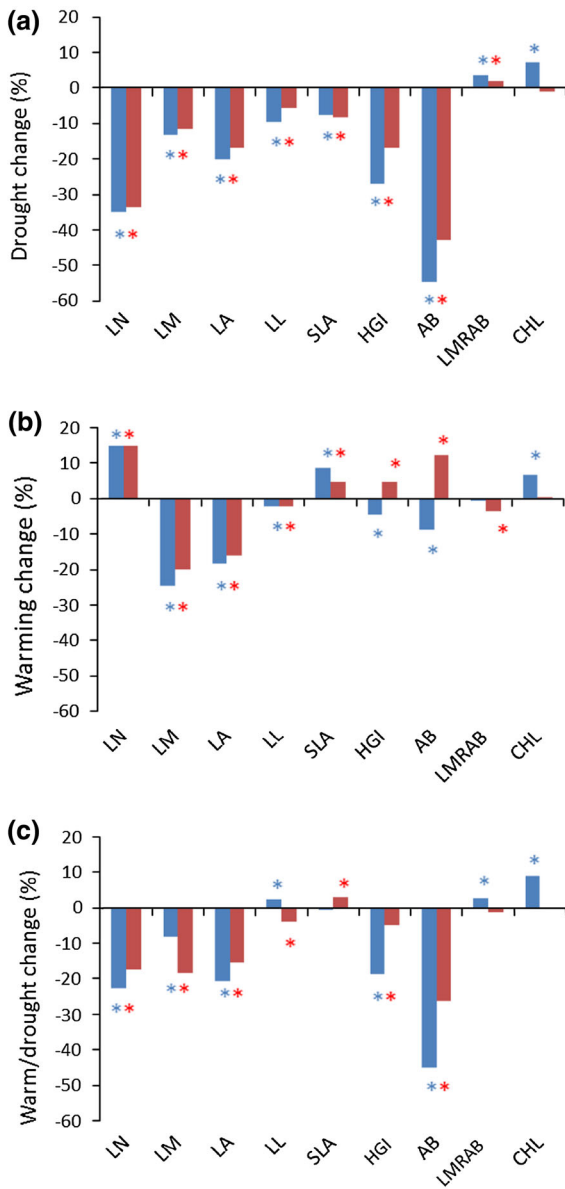 (a)
Drought change (%)
20
10
0
-10
-20
-30
-40
-50
-60
LN LM LA LL SLA HGI AB LMRAB CHL
* * * * * * * * * * * * * * * * *
(b)
Warming change (%)
20
10
0
-10
-20
-30
-40
-50
-60
LN LM LA LL SLA HGI AB LMRAB CHL
* * * * * * * * * * * * * * * *
(c)
Warm/drought change (%)
20
10
0
-10
-20
-30
-40
-50
-60
LN LM LA LL SLA HGI AB LMRAB CHL
* * * * * * * * * * * * * * *